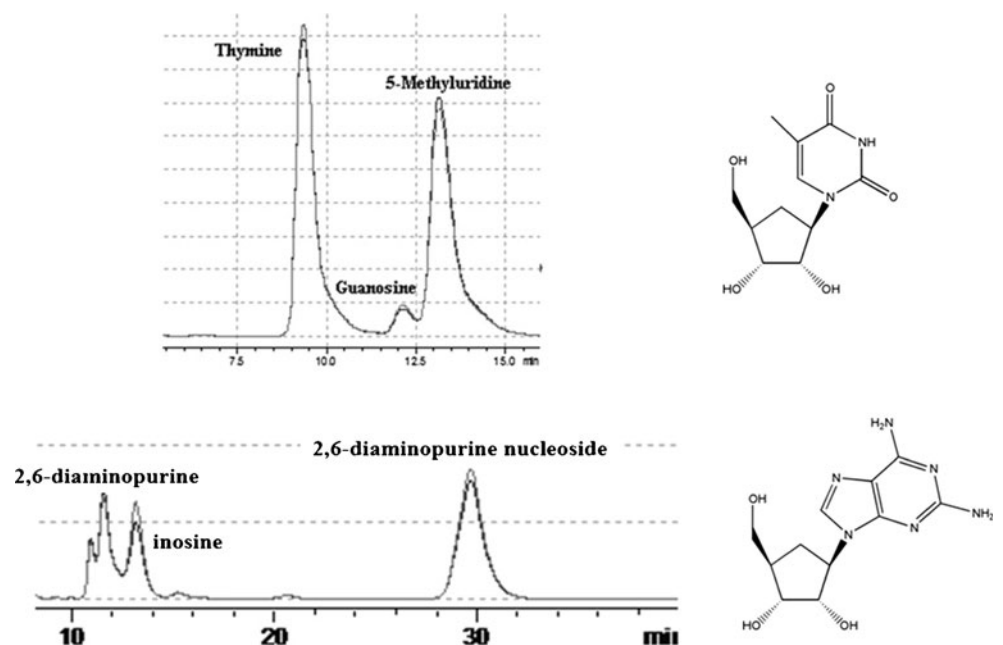 Thymine
5-Methyluridine
Guanosine
7.5 10.0 12.5 15.0 min
O
NH
OH
N
O
HO
OH
2,6-diaminopurine nucleoside
2,6-diaminopurine
inosine
10 20 30
H₂N
N
N
OH
NH₂
N
N
HO
OH